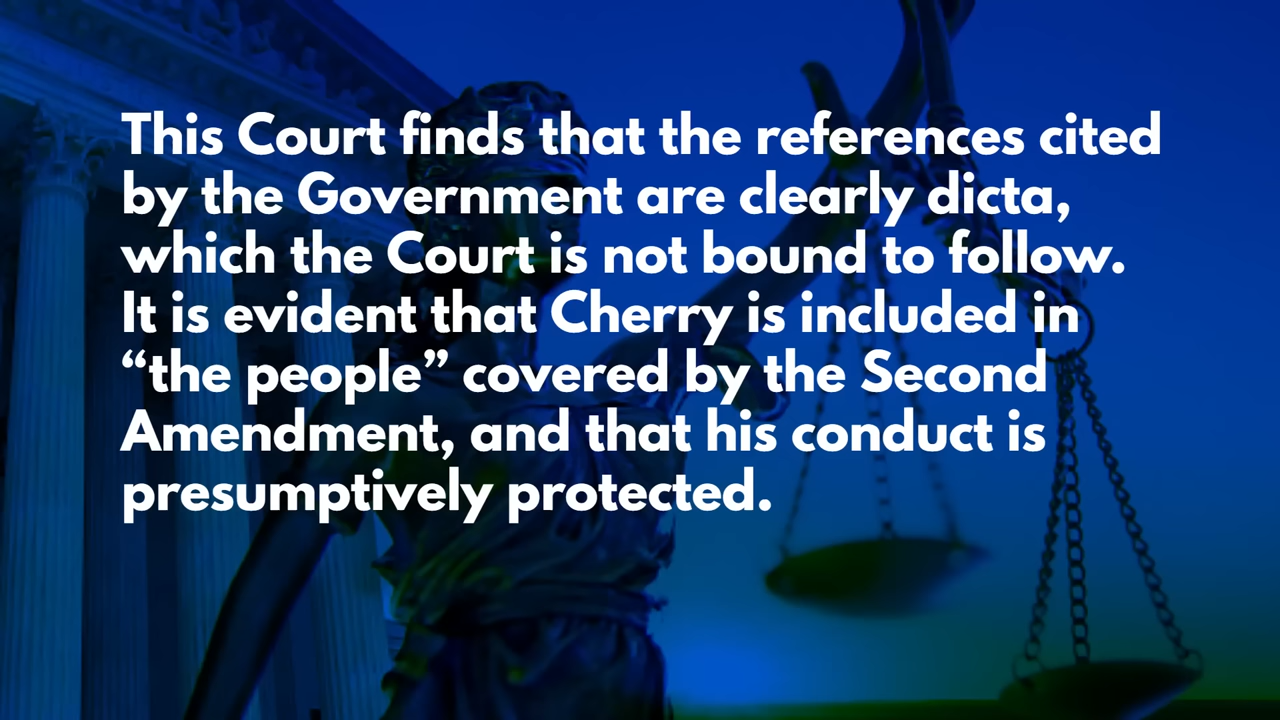 This Court finds that the references cited
by the Government are clearly dicta,
which the Court is not bound to follow.
It is evident that Cherry is included in
“the people” covered by the Second
Amendment, and that his conduct is
presumptively protected.